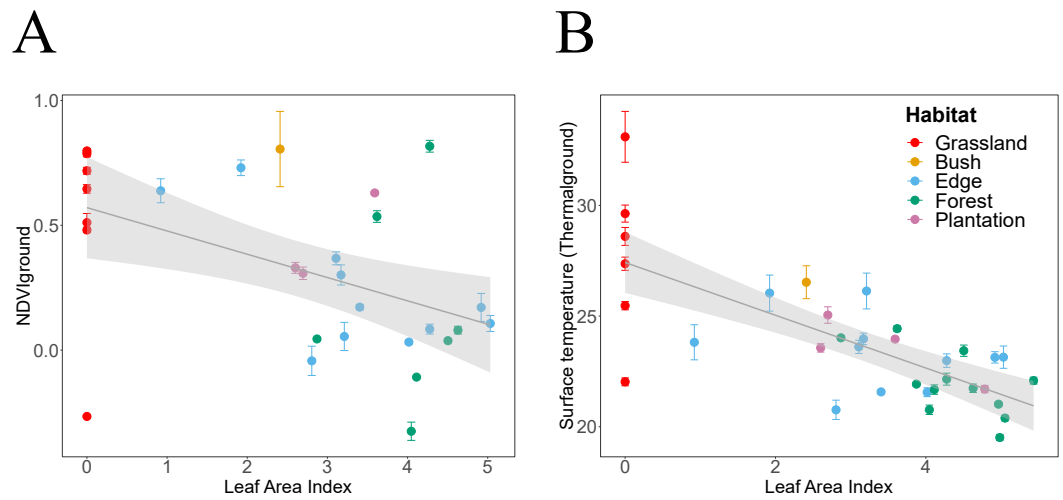 A
B
NDVIground
1.0
0.5
0.0
0
1
2
3
4
5
Leaf Area Index
Surface temperature (Thermalground)
30
25
20
0
2
4
Leaf Area Index
Habitat
Grassland
Bush
Edge
Forest
Plantation